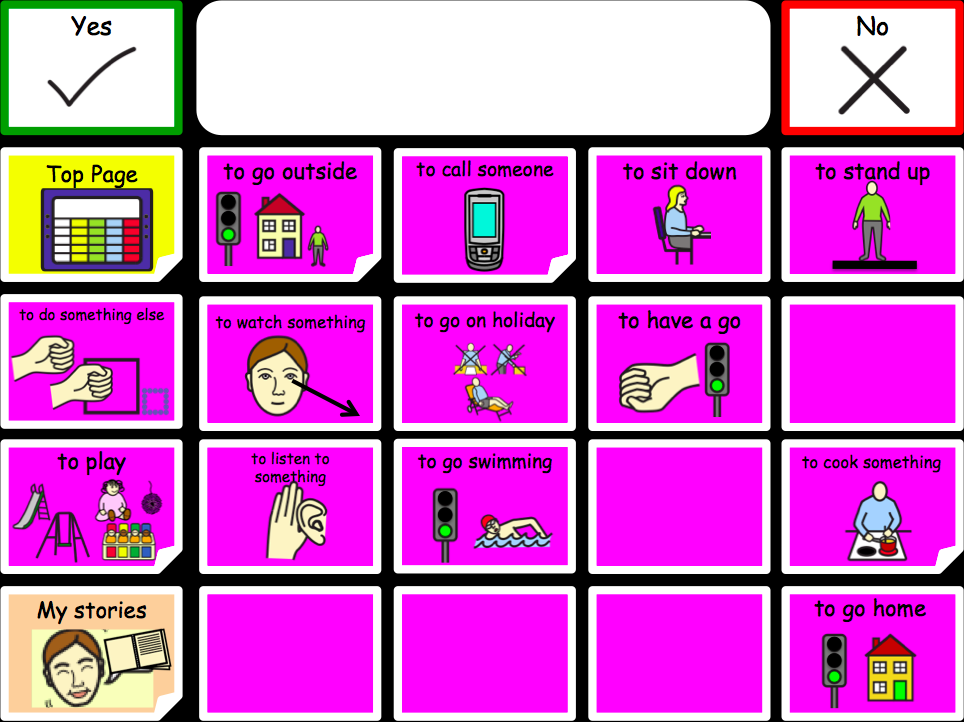 Yes
No
Top Page
to go outside
to call someone
to sit down
to stand up
to do something else
to watch something
to go on holiday
to have a go
to play
to listen to
something
to go swimming
to cook something
My stories
to go home